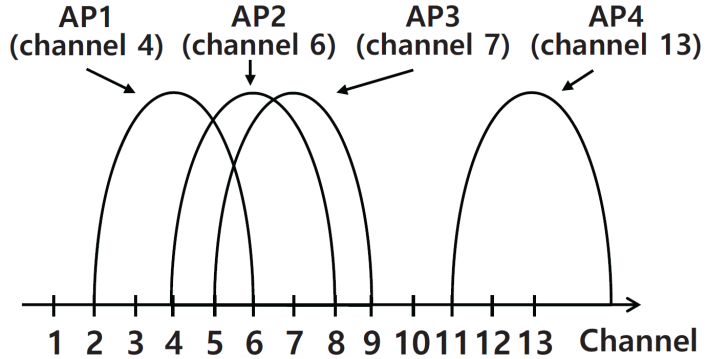 AP1 AP2 AP3 AP4
(channel 4) (channel 6) (channel 7) (channel 13)
1 2 3 4 5 6 7 8 9 10 11 12 13 Channel